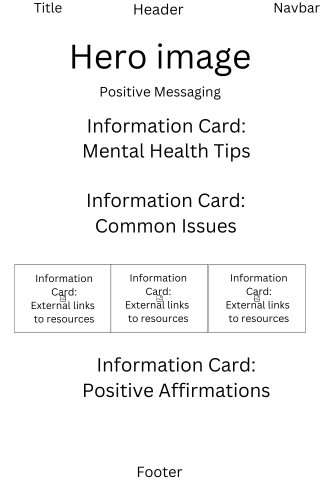 Title Header Navbar
Hero image
Positive Messaging
Information Card:
Mental Health Tips
Information Card:
Common Issues
Information
Card:
External links
to resources
Information
Card:
External links
to resources
Information
Card:
External links
to resources
Information Card:
Positive Affirmations
Footer